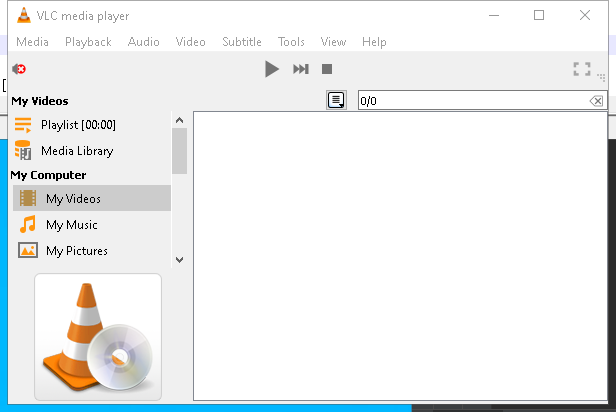 VLC media player
Media Playback Audio Video Subtitle Tools View Help
My Videos
0/0
Playlist [00:00]
Media Library
My Computer
My Videos
My Music
My Pictures